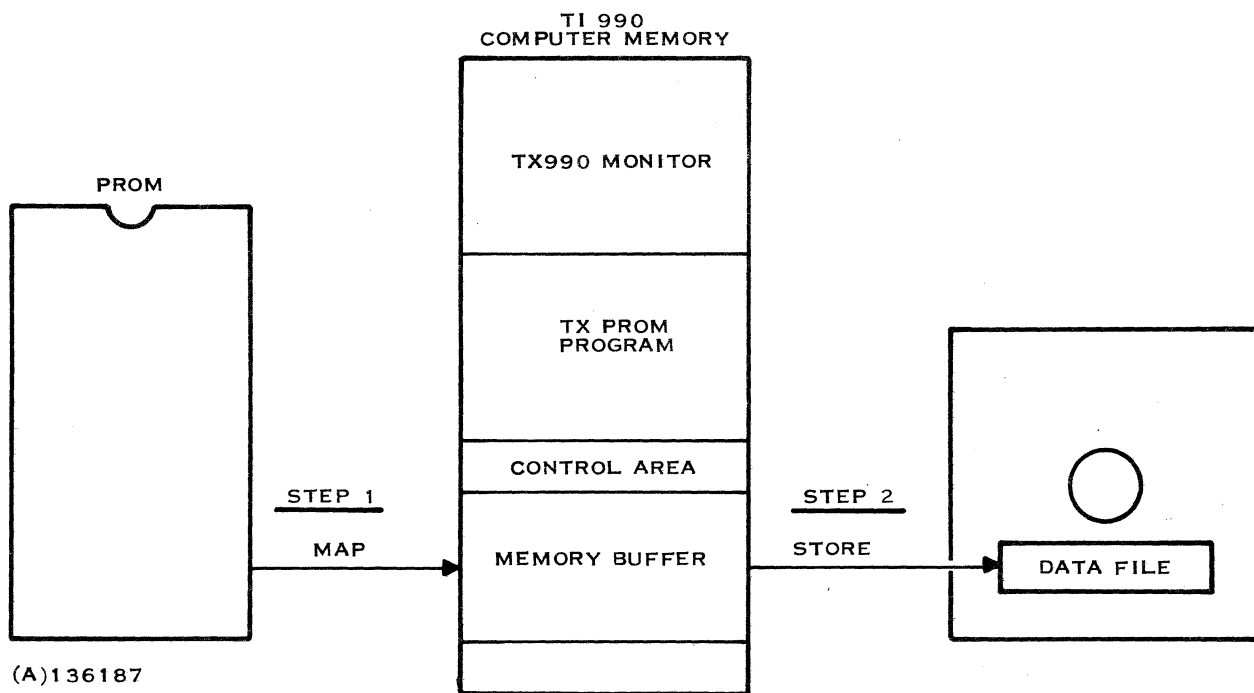 TI 990
COMPUTER MEMORY
TX990 MONITOR
PROM
TX PROM
PROGRAM
CONTROL AREA
STEP 1
STEP 2
MAP
MEMORY BUFFER
STORE
DATA FILE
(A)136187